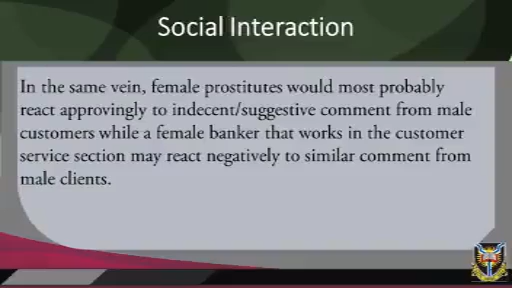 Social Interaction
In the same vein, female prostitutes would most probably
react approvingly to indecent/suggestive comment from male
customers while a female banker that works in the customer
service section may react negatively to similar comment from
male clients.